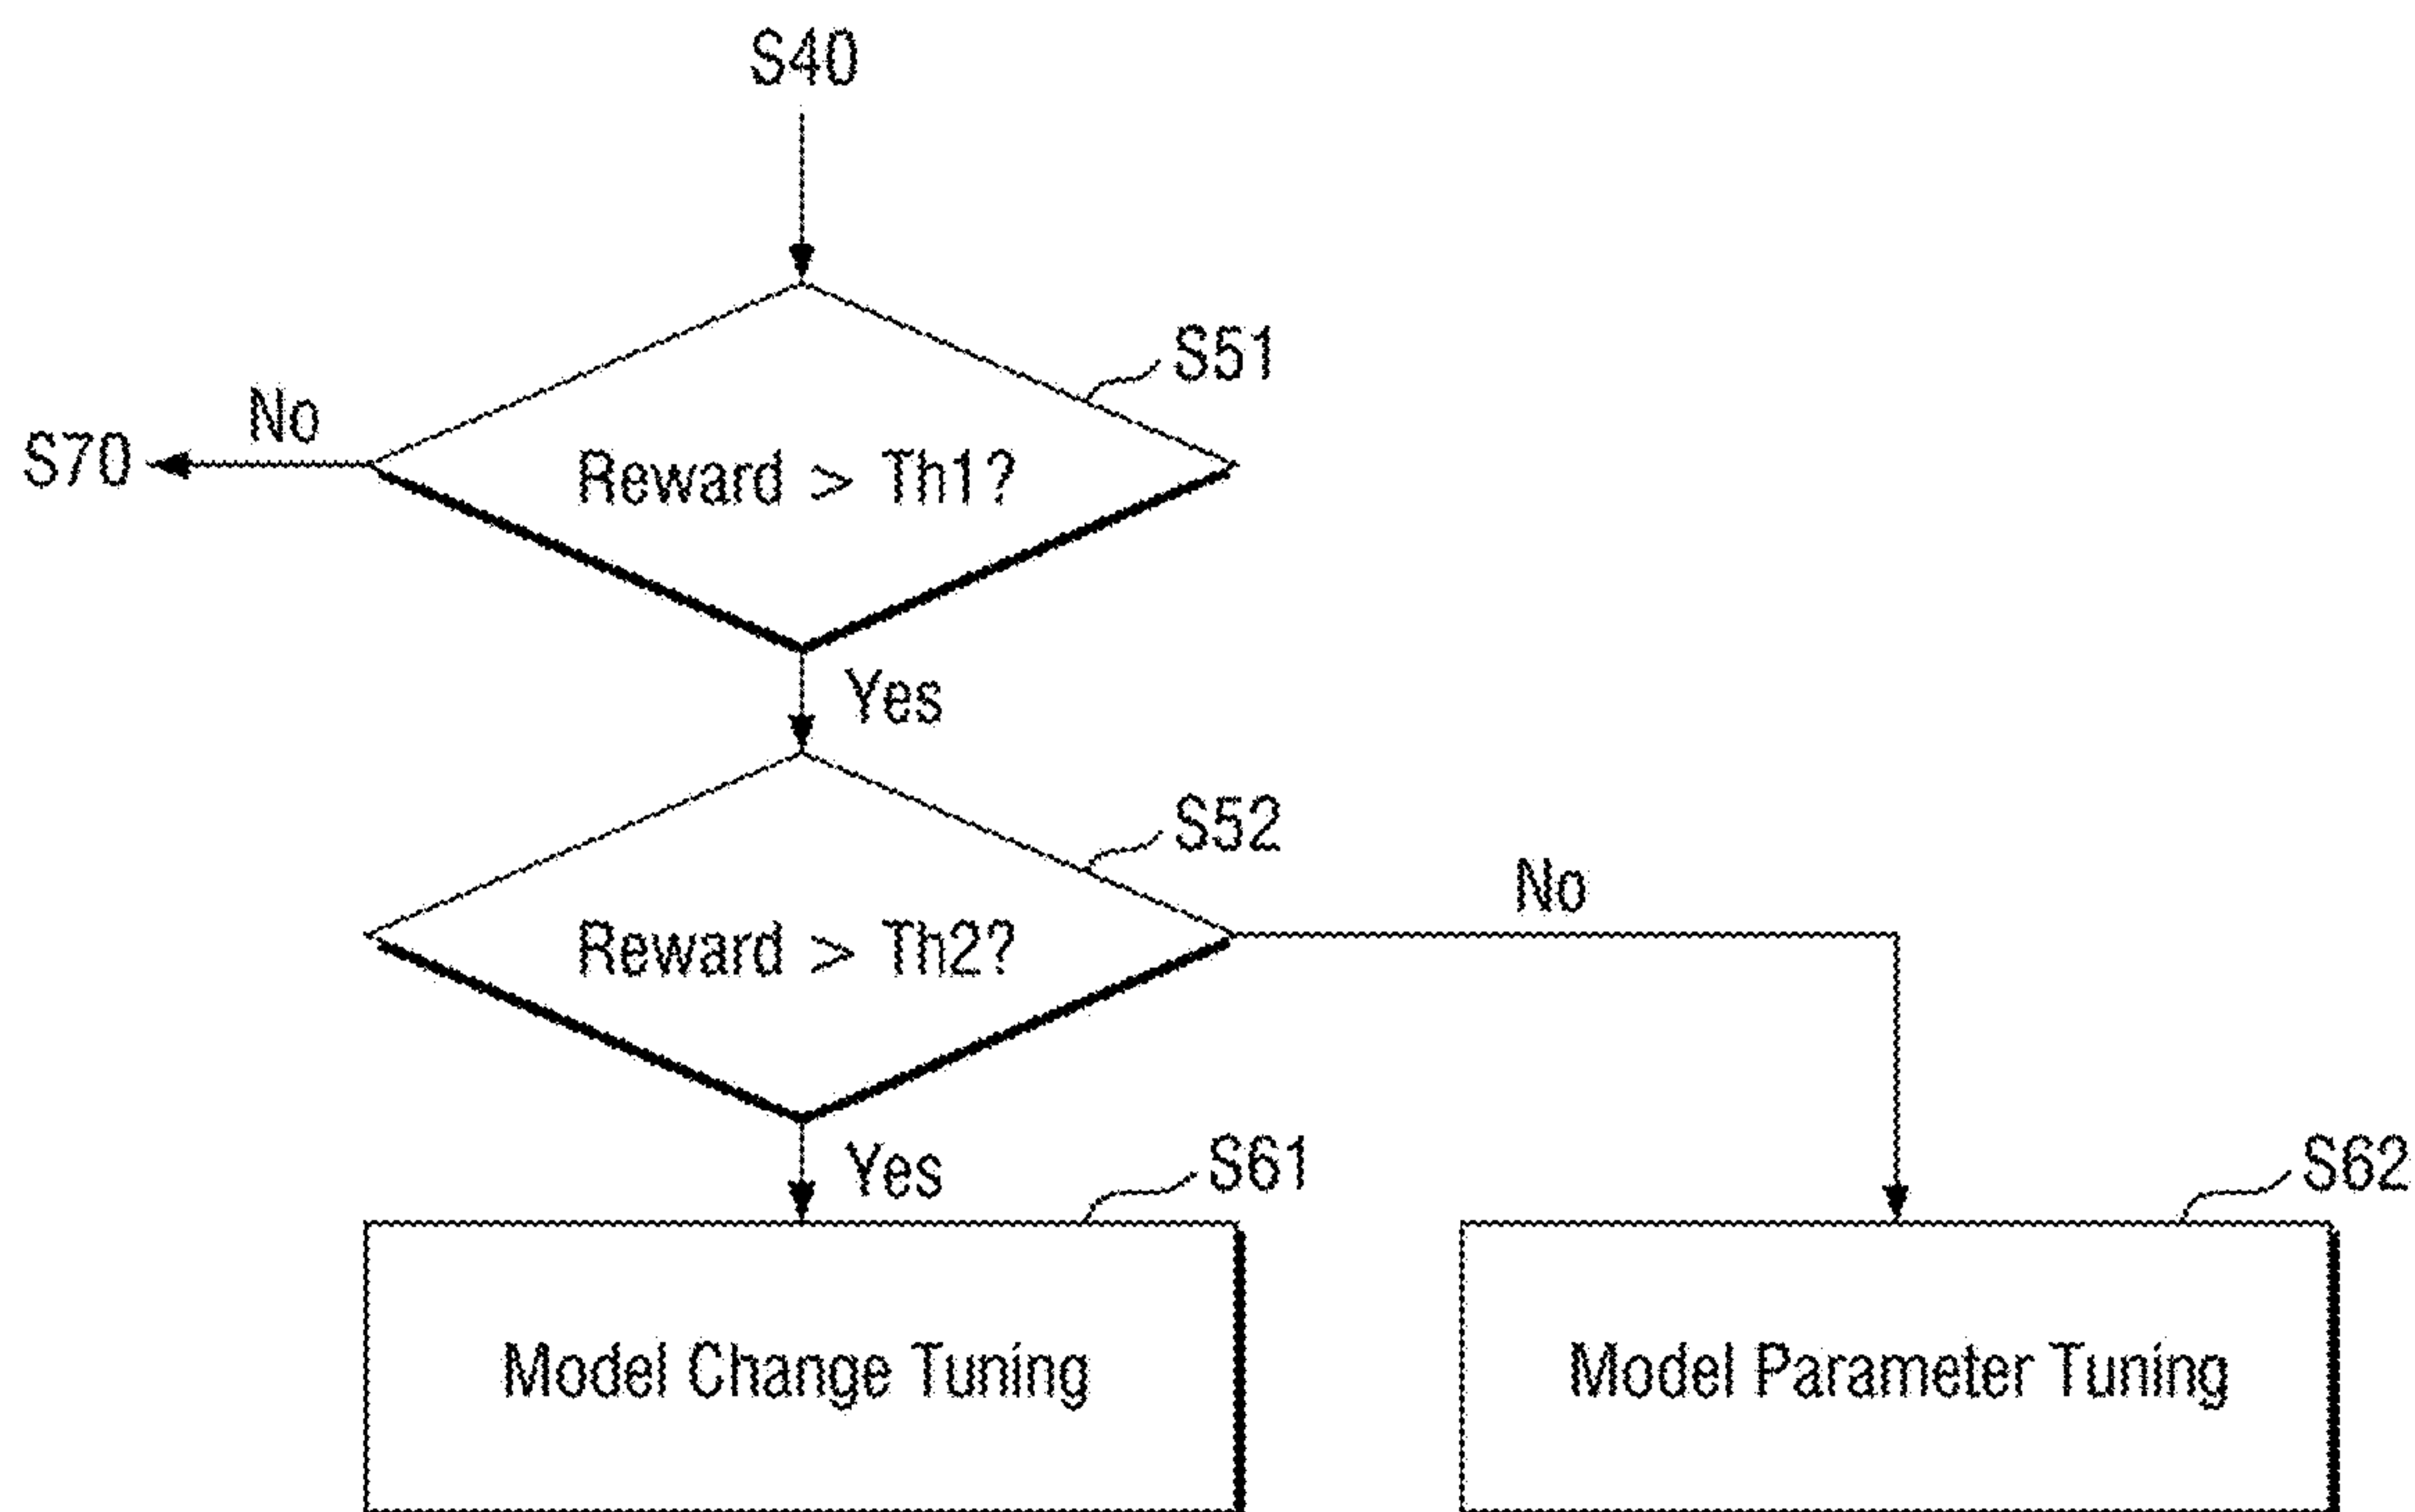 S40
S51
No
S70
Reward > Th1?
Yes
S52
No
Reward > Th2?
Yes
S61
S62
Model Change Tuning
Model Parameter Tuning